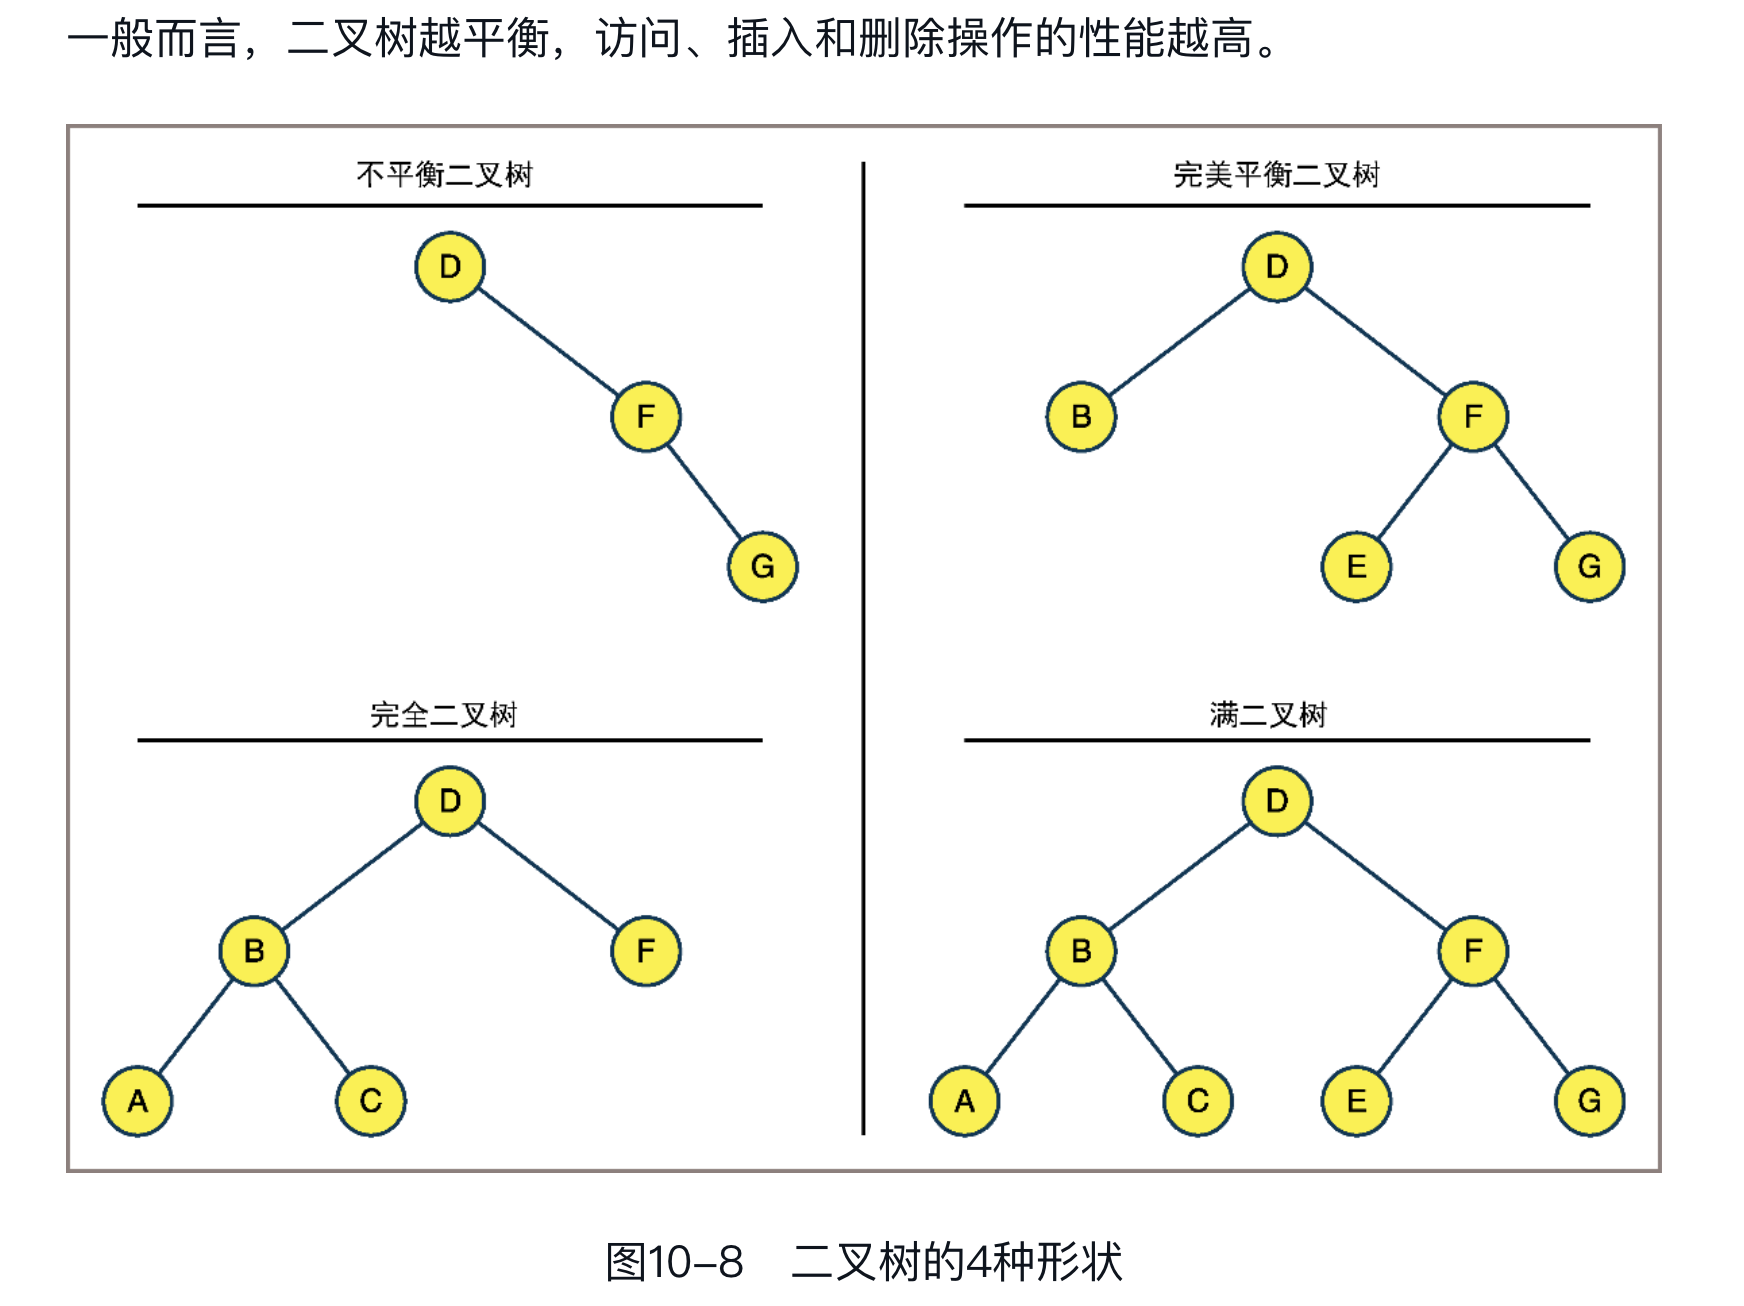 一般而言，二叉树越平衡，访问、插入和删除操作的性能越高。
不平衡二叉树
D
F
G
完美平衡二叉树
D
B
F
E
G
完全二叉树
D
B
F
A
C
满二叉树
D
B
F
A
C
E
G
图10–8 二叉树的4种形状